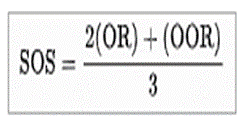 SOS = 2(OR) + (OOR) / 3